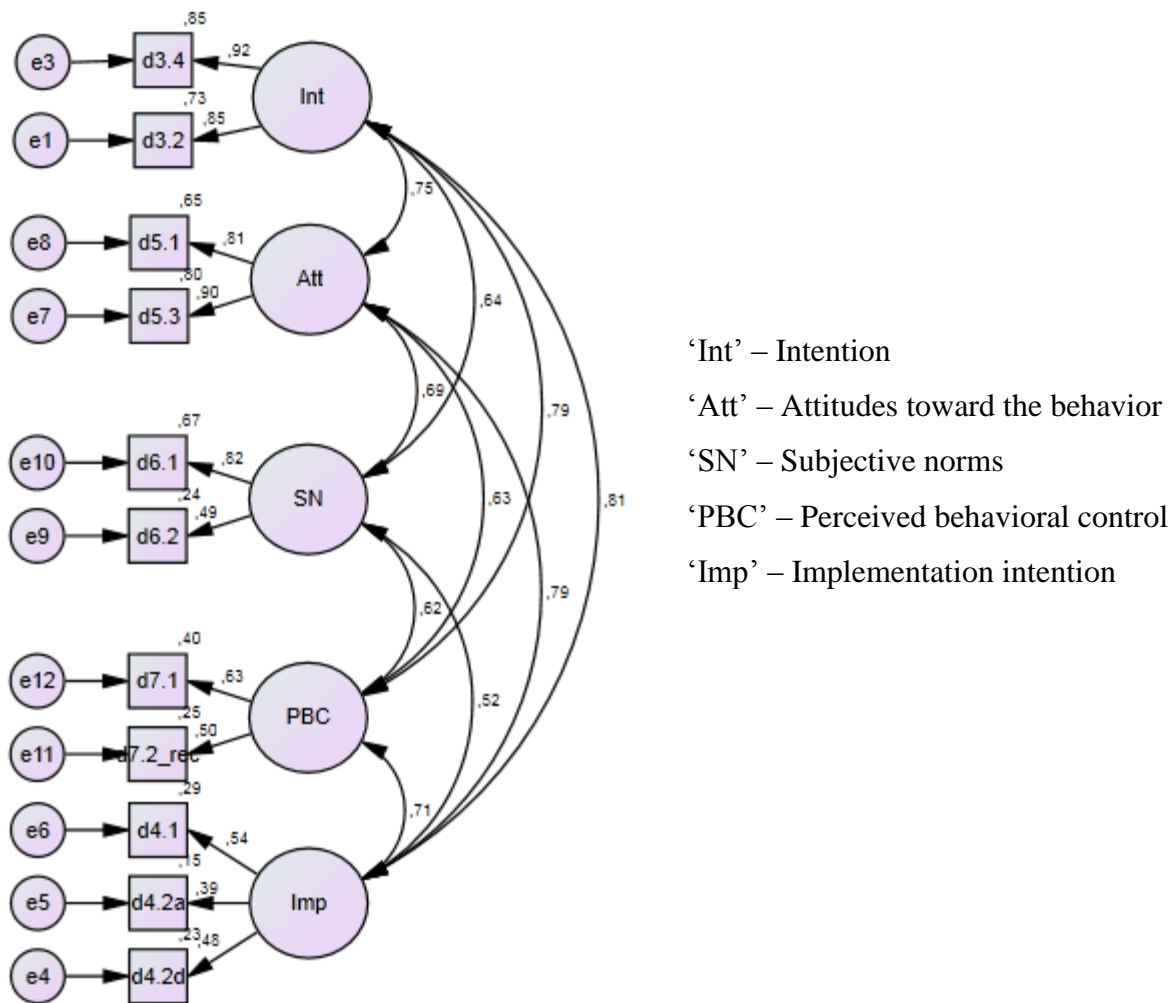 ,85
e3 d3.4 ,92
Int
,73
e1 d3.2 ,85
,75
,65
e8 d5.1 ,81
Att
,80
e7 d5.3 ,90
,64
,69
,79
,67
e10 d6.1 ,82
SN
,24
e9 d6.2 ,49
,63
,81
,79
,62
,40
e12 d7.1 ,63
PBC
,25
e11 d7.2_rec ,50
,52
,29
e6 d4.1 ,54
,71
,15
e5 d4.2a ,39
Imp
,23
e4 d4.2d ,48
‘Int’ – Intention
‘Att’ – Attitudes toward the behavior
‘SN’ – Subjective norms
‘PBC’ – Perceived behavioral control
‘Imp’ – Implementation intention